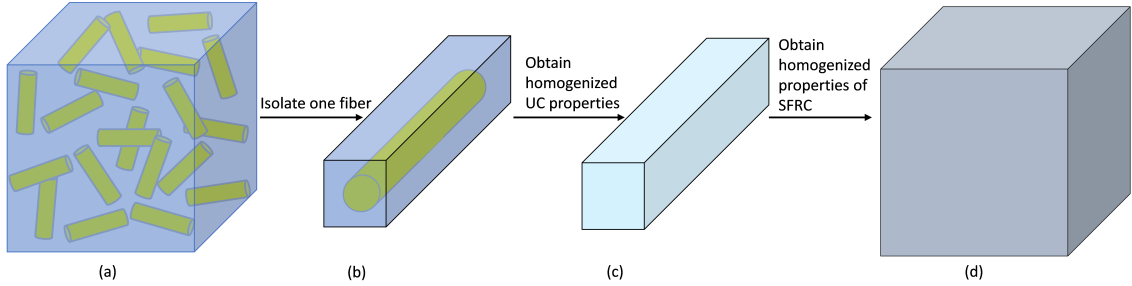 Isolate one fiber
Obtain
homogenized
UC properties
Obtain
homogenized
properties of
SFRC
(a)
(b)
(c)
(d)